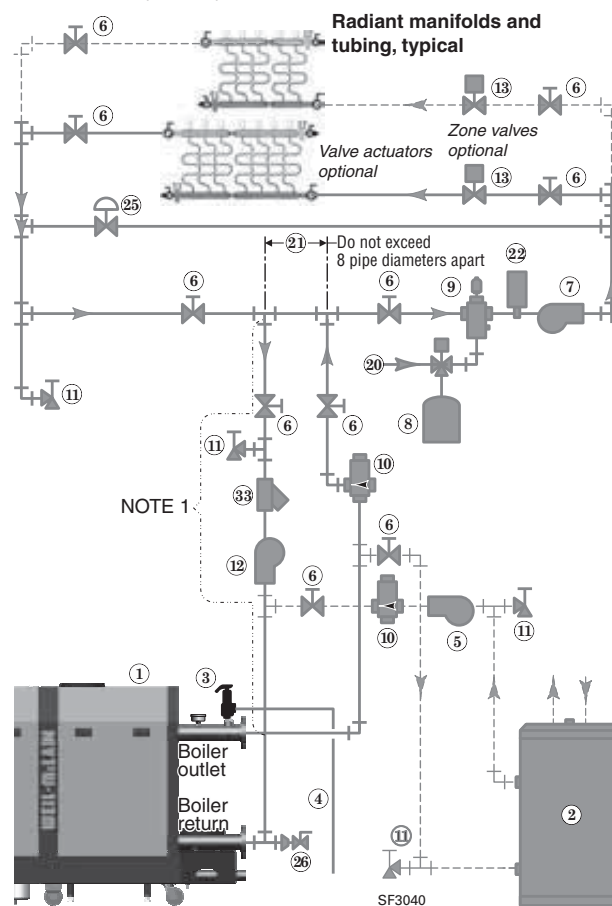 Radiant manifolds and
tubing, typical
6
6
13
6
Zone valves
optional
Valve actuators
optional
13
6
25
21
Do not exceed
8 pipe diameters apart
22
6
6
9
7
20
11
6
6
8
11
10
NOTE 1
33
6
12
6
10
5
11
1
3
WEIL-McLAIN
Boiler
outlet
Boiler
return
4
2
26
11
SF3040